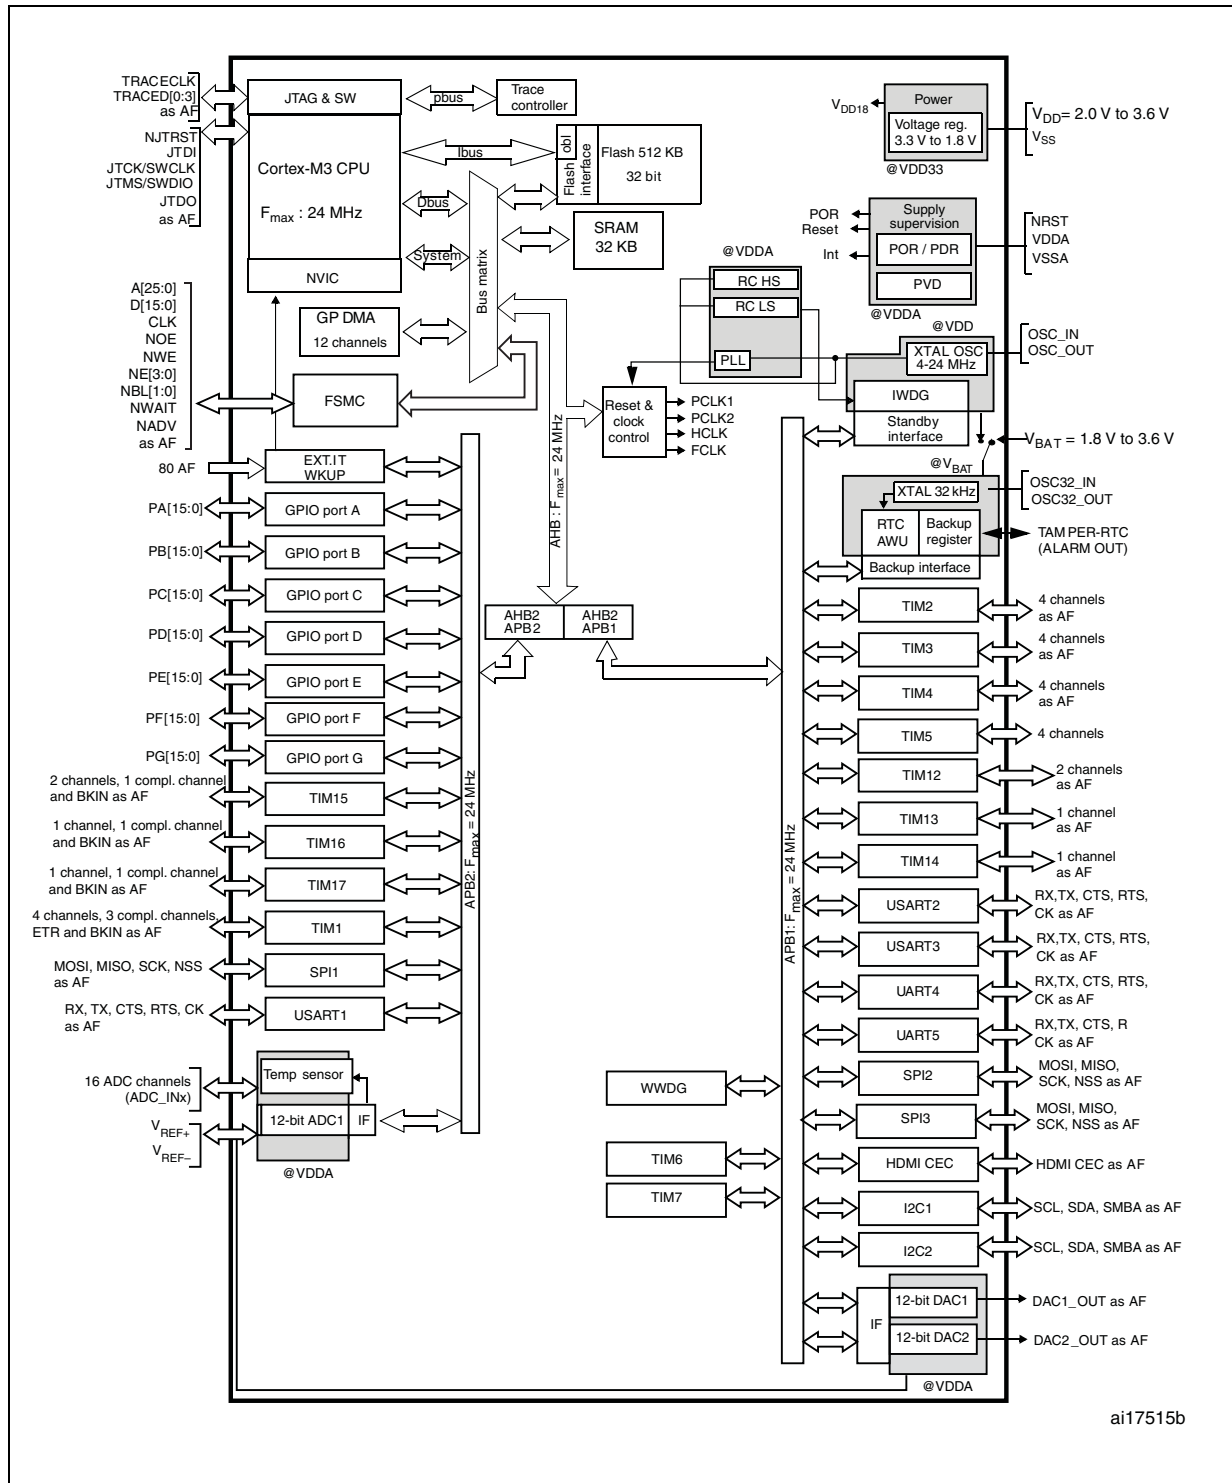 TRACECLK
TRACED[0:3]
as AF
NJTRST
JTDI
JTCK/SWCLK
JTMS/SWDIO
JTDO
as AF
JTAG & SW
pbus
Trace
controller
Cortex-M3 CPU
Fmax : 24 MHz
NVIC
Ibus
Dbus
System
Flash obl
interface
Flash 512 KB
32 bit
SRAM
32 KB
Bus matrix
GP DMA
12 channels
FSMC
A[25:0]
D[15:0]
CLK
NOE
NWE
NE[3:0]
NBL[1:0]
NWAIT
NADV
as AF
VDD18
Power
Voltage reg.
3.3 V to 1.8 V
@VDD33
VDD= 2.0 V to 3.6 V
VSS
POR
Reset
Int
Supply
supervision
POR / PDR
PVD
@VDDA
NRST
VDDA
VSSA
@VDDA
RC HS
RC LS
PLL
@VDD
XTAL OSC
4-24 MHz
IWDG
Standby
interface
OSC_IN
OSC_OUT
Reset &
clock
control
PCLK1
PCLK2
HCLK
FCLK
VBAT = 1.8 V to 3.6 V
@VBAT
XTAL 32 kHz
OSC32_IN
OSC32_OUT
RTC
AWU
Backup
register
Backup interface
TAMPER-RTC
(ALARM OUT)
AHB : Fmax = 24 MHz
AHB2
APB2
AHB2
APB1
80 AF
EXT.IT
WKUP
PA[15:0]
GPIO port A
PB[15:0]
GPIO port B
PC[15:0]
GPIO port C
PD[15:0]
GPIO port D
PE[15:0]
GPIO port E
PF[15:0]
GPIO port F
PG[15:0]
GPIO port G
2 channels, 1 compl. channel
and BKIN as AF
TIM15
1 channel, 1 compl. channel
and BKIN as AF
TIM16
1 channel, 1 compl. channel
and BKIN as AF
TIM17
4 channels, 3 compl. channels,
ETR and BKIN as AF
TIM1
MOSI, MISO, SCK, NSS
as AF
SPI1
RX, TX, CTS, RTS, CK
as AF
USART1
16 ADC channels
(ADC_INx)
VREF+
VREF–
Temp sensor
12-bit ADC1
IF
@VDDA
APB2: Fmax = 24 MHz
APB1: Fmax = 24 MHz
WWDG
TIM6
TIM7
TIM2
4 channels
as AF
TIM3
4 channels
as AF
TIM4
4 channels
as AF
TIM5
4 channels
TIM12
2 channels
as AF
TIM13
1 channel
as AF
TIM14
1 channel
as AF
USART2
RX,TX, CTS, RTS,
CK as AF
USART3
RX,TX, CTS, RTS,
CK as AF
UART4
RX,TX, CTS, RTS,
CK as AF
UART5
RX,TX, CTS, R
CK as AF
SPI2
MOSI, MISO,
SCK, NSS as AF
SPI3
MOSI, MISO,
SCK, NSS as AF
HDMI CEC
HDMI CEC as AF
I2C1
SCL, SDA, SMBA as AF
I2C2
SCL, SDA, SMBA as AF
IF
12-bit DAC1
DAC1_OUT as AF
12-bit DAC2
DAC2_OUT as AF
@VDDA
ai17515b